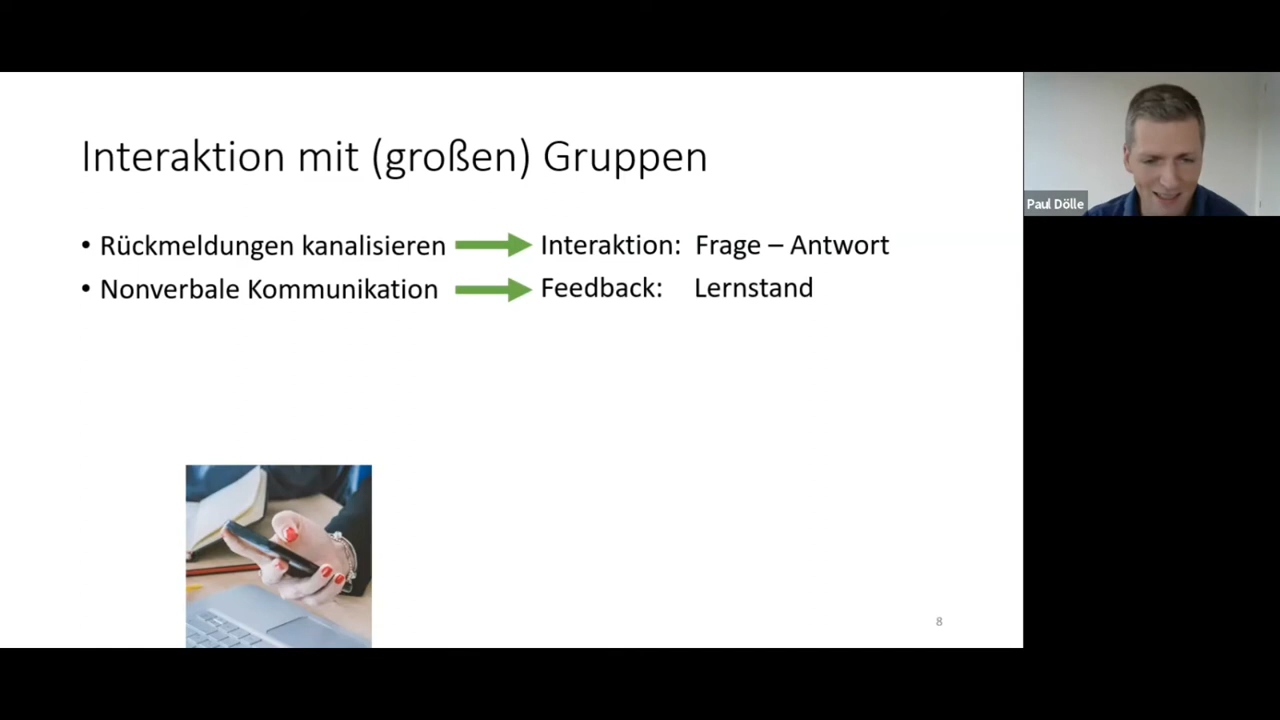 Interaktion mit (großen) Gruppen
• Rückmeldungen kanalisieren Interaktion: Frage – Antwort
• Nonverbale Kommunikation Feedback: Lernstand
Paul Dölle
8